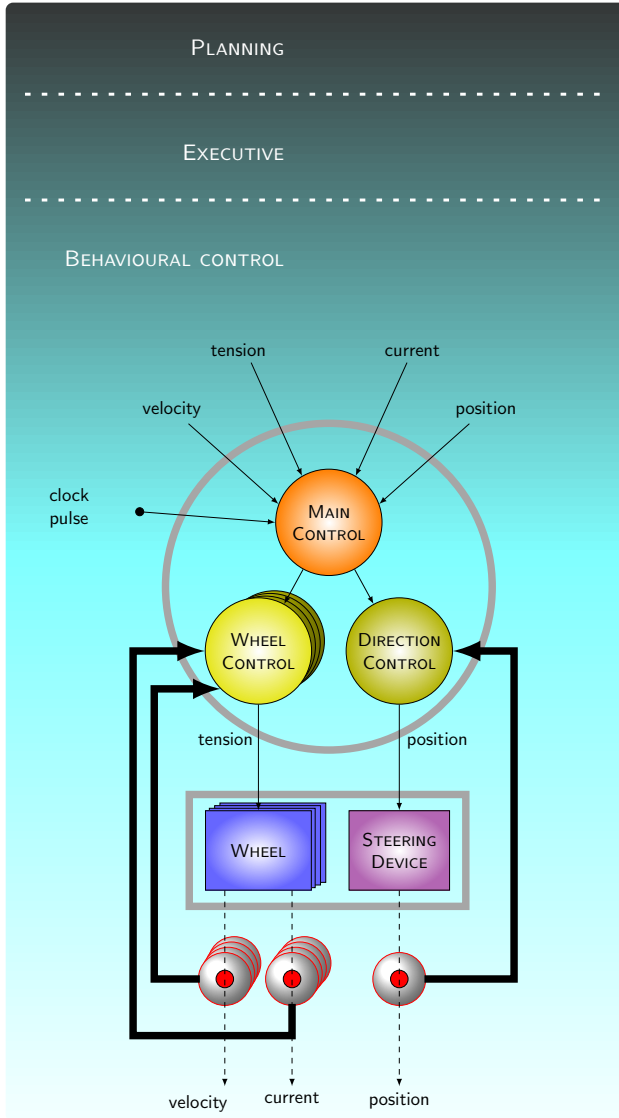 PLANNING
EXECUTIVE
BEHAVIOURAL CONTROL
tension
current
velocity
position
clock
pulse
MAIN
CONTROL
WHEEL
CONTROL
DIRECTION
CONTROL
tension
position
WHEEL
STEERING
DEVICE
velocity
current
position